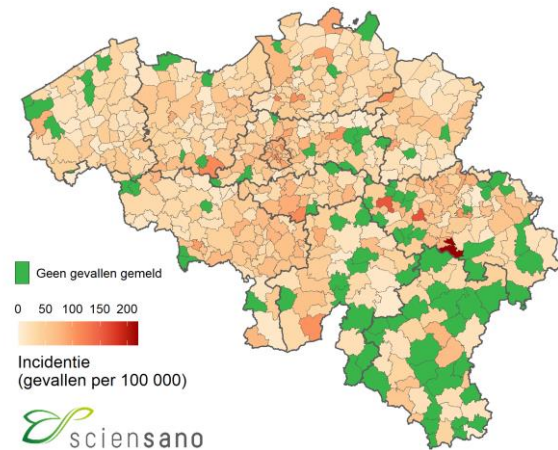 Geen gevallen gemeld
0 50 100 150 200
Incidentie
(gevallen per 100 000)
sciensano